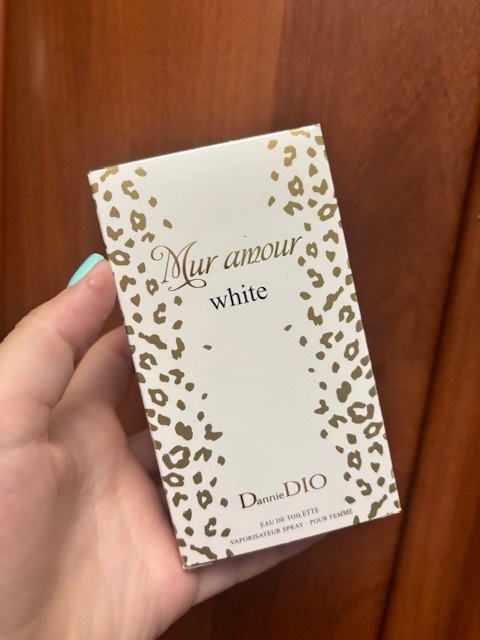 Mur amour
white
DannieDIO
EAU DE TOILETTE
VAPORISATEUR SPRAY · POUR FEMME